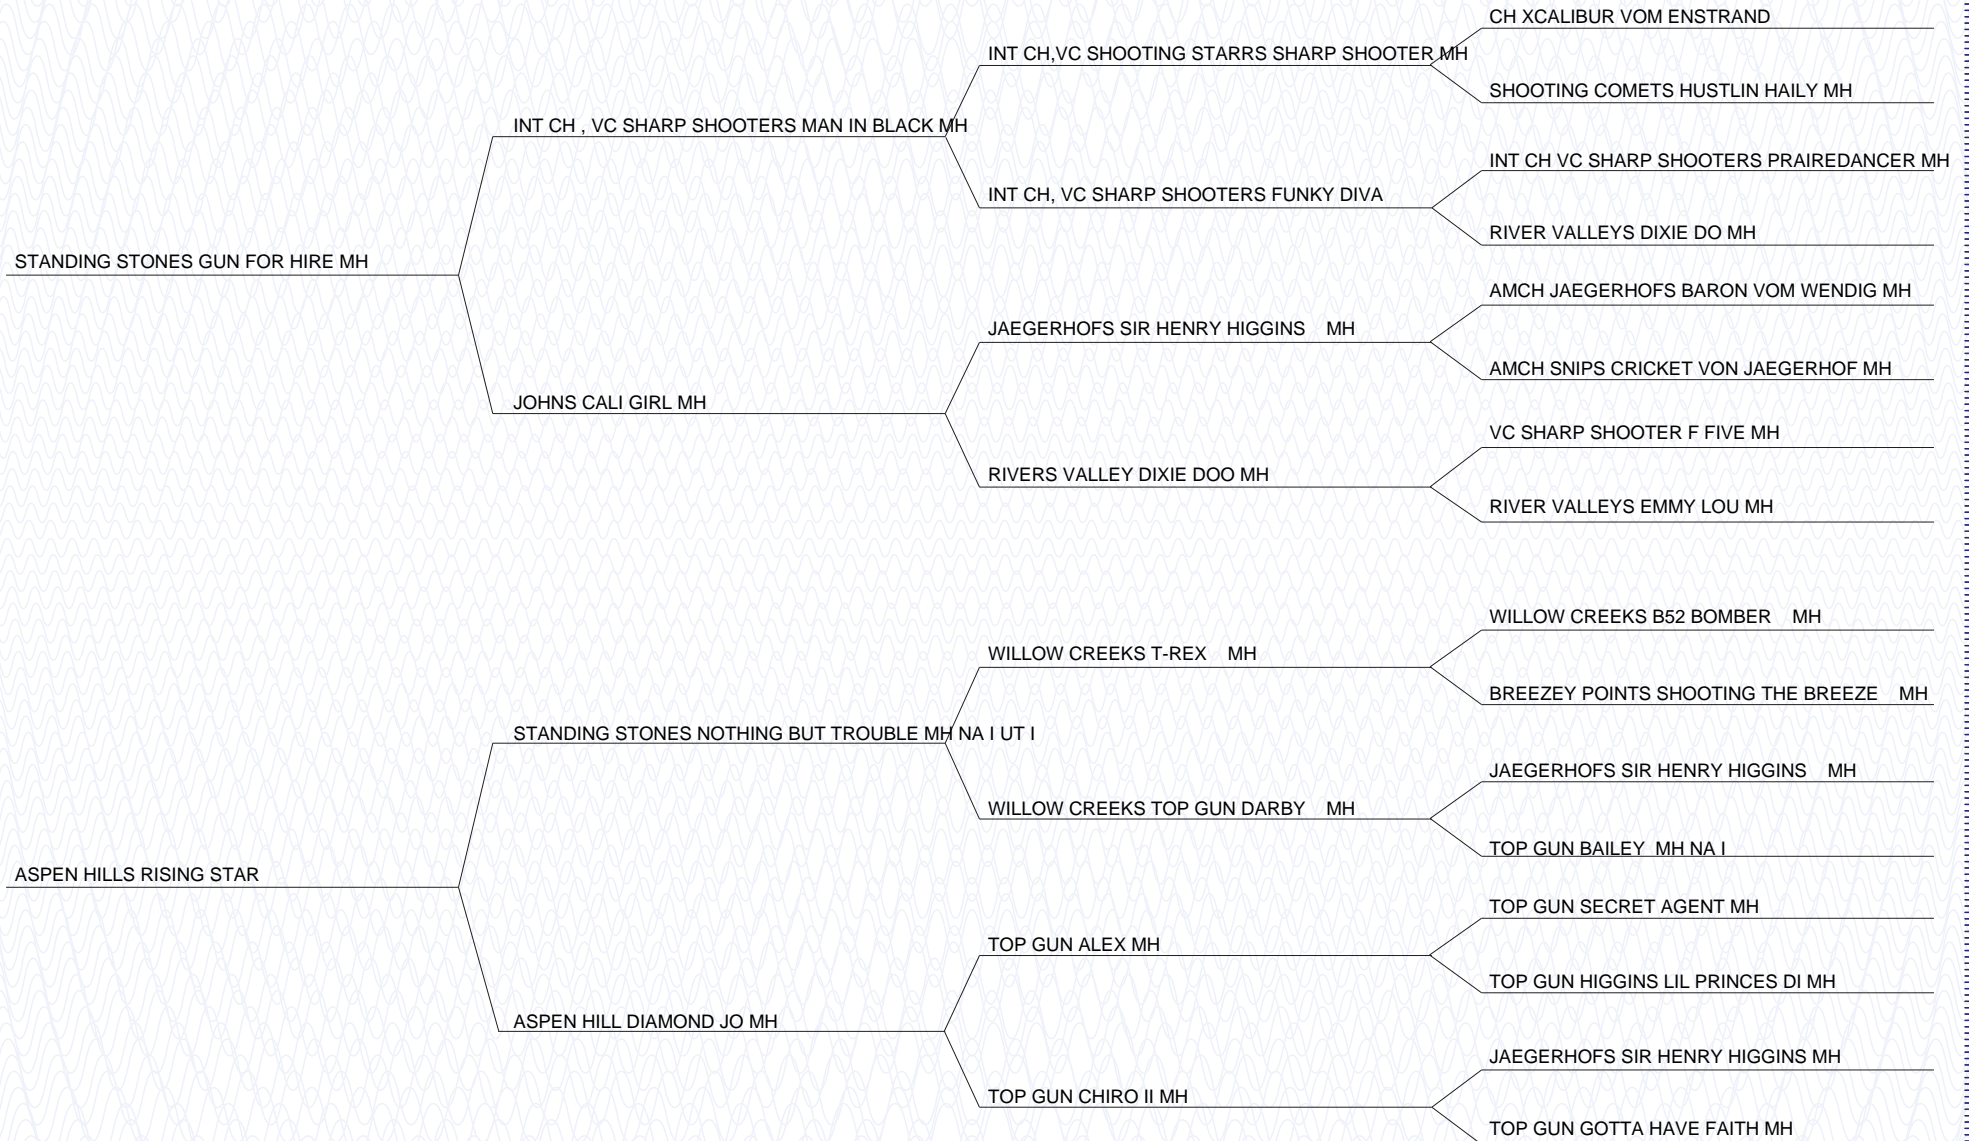 CH XCALIBUR VOM ENSTRAND
INT CH,VC SHOOTING STARRS SHARP SHOOTER MH
SHOOTING COMETS HUSTLIN HAILY MH
INT CH , VC SHARP SHOOTERS MAN IN BLACK MH
INT CH VC SHARP SHOOTERS PRAIREDANCER MH
INT CH, VC SHARP SHOOTERS FUNKY DIVA
RIVER VALLEYS DIXIE DO MH
STANDING STONES GUN FOR HIRE MH
AMCH JAEGERHOFS BARON VOM WENDIG MH
JAEGERHOFS SIR HENRY HIGGINS MH
AMCH SNIPS CRICKET VON JAEGERHOF MH
JOHNS CALI GIRL MH
VC SHARP SHOOTER F FIVE MH
RIVERS VALLEY DIXIE DOO MH
RIVER VALLEYS EMMY LOU MH
WILLOW CREEKS B52 BOMBER MH
WILLOW CREEKS T-REX MH
BREEZEY POINTS SHOOTING THE BREEZE MH
STANDING STONES NOTHING BUT TROUBLE MH NA I UT I
JAEGERHOFS SIR HENRY HIGGINS MH
WILLOW CREEKS TOP GUN DARBY MH
TOP GUN BAILEY MH NA I
ASPEN HILLS RISING STAR
TOP GUN SECRET AGENT MH
TOP GUN ALEX MH
TOP GUN HIGGINS LIL PRINCES DI MH
ASPEN HILL DIAMOND JO MH
JAEGERHOFS SIR HENRY HIGGINS MH
TOP GUN CHIRO II MH
TOP GUN GOTTA HAVE FAITH MH